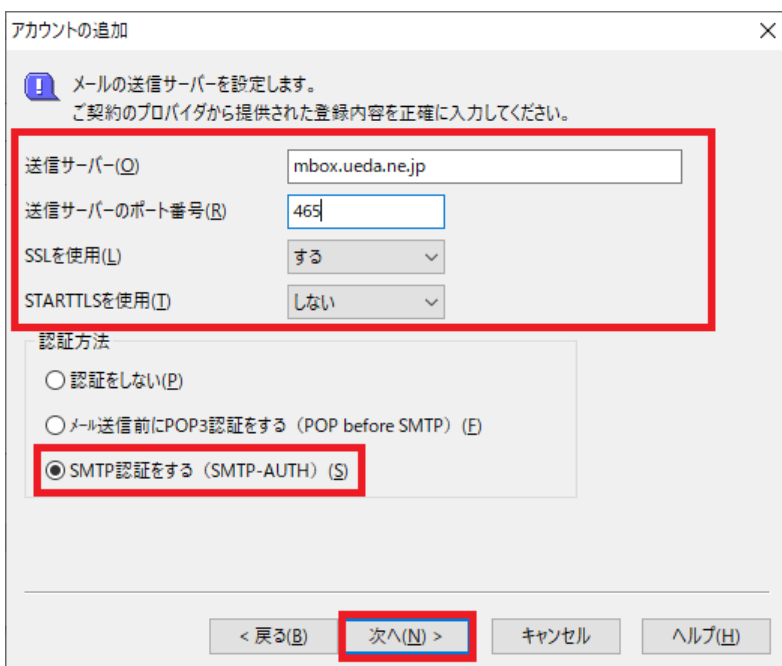 アカウントの追加
メールの送信サーバーを設定します。
ご契約のプロバイダから提供された登録内容を正確に入力してください。
送信サーバー(O) mbox.ueda.ne.jp
送信サーバーのポート番号(R) 465
SSLを使用(L) する
STARTTLSを使用(T) しない
認証方法
認証をしない(P)
メール送信前にPOP3認証をする（POP before SMTP）(F)
SMTP認証をする（SMTP-AUTH）(S)
< 戻る(B) 次へ(N) > キャンセル ヘルプ(H)